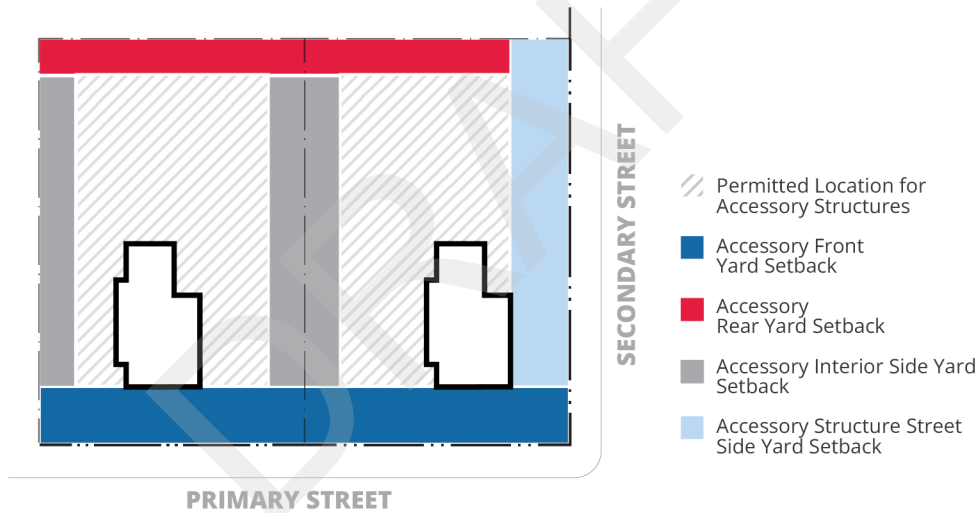 SECONDARY STREET
Permitted Location for
Accessory Structures
Accessory Front
Yard Setback
Accessory
Rear Yard Setback
Accessory Interior Side Yard
Setback
Accessory Structure Street
Side Yard Setback
PRIMARY STREET
DRAF